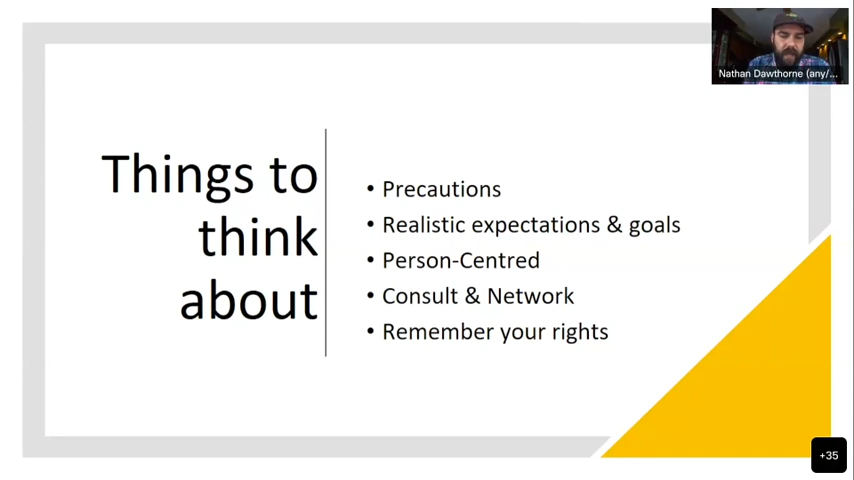 Nathan Dawthorne (any/...
Things to
think
about
• Precautions
• Realistic expectations & goals
• Person-Centred
• Consult & Network
• Remember your rights
+35